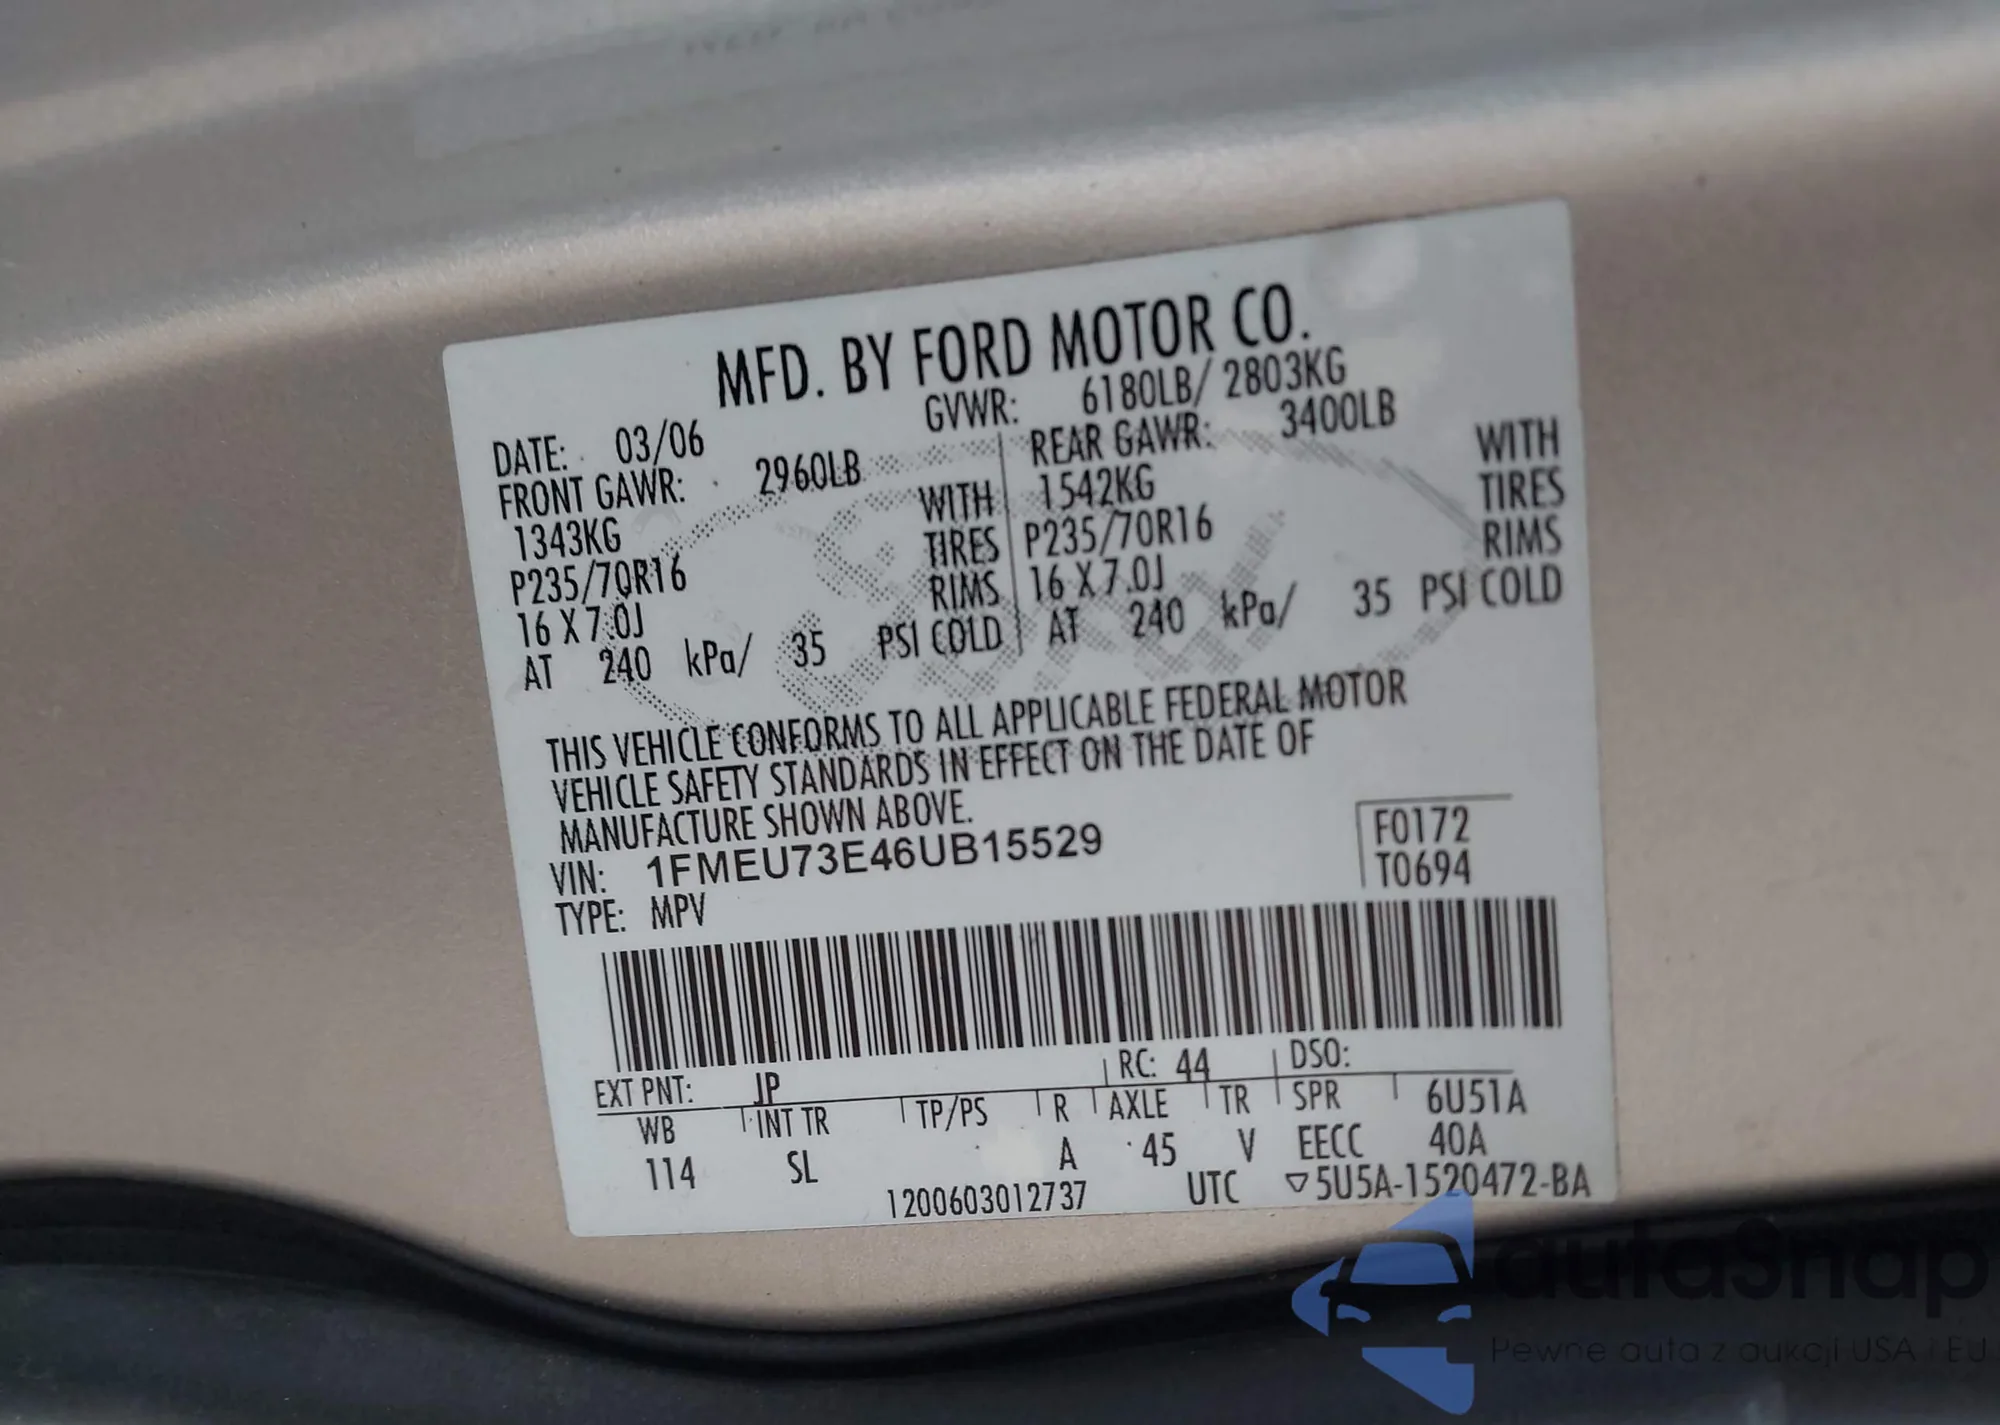 MFD. BY FORD MOTOR CO.
DATE: 03/06 GVWR: 6180LB/ 2803KG
FRONT GAWR: 2960LB REAR GAWR: 3400LB
1343KG WITH 1542KG WITH
P235/70R16 TIRES P235/70R16 TIRES
16 X 7.0J RIMS 16 X 7.0J RIMS
AT 240 kPa/ 35 PSI COLD AT 240 kPa/ 35 PSI COLD
THIS VEHICLE CONFORMS TO ALL APPLICABLE FEDERAL MOTOR
VEHICLE SAFETY STANDARDS IN EFFECT ON THE DATE OF
MANUFACTURE SHOWN ABOVE.
VIN: 1FMEU73E46UB15529 F0172
TYPE: MPV T0694
EXT PNT: JP RC: 44 DSO:
WB INT TR TP/PS R AXLE TR SPR 6U51A
114 SL A 45 V EECC 40A
1200603012737 UTC ▽5U5A-1520472-BA
autaSnap
Pewne auta z aukcji USA i EU